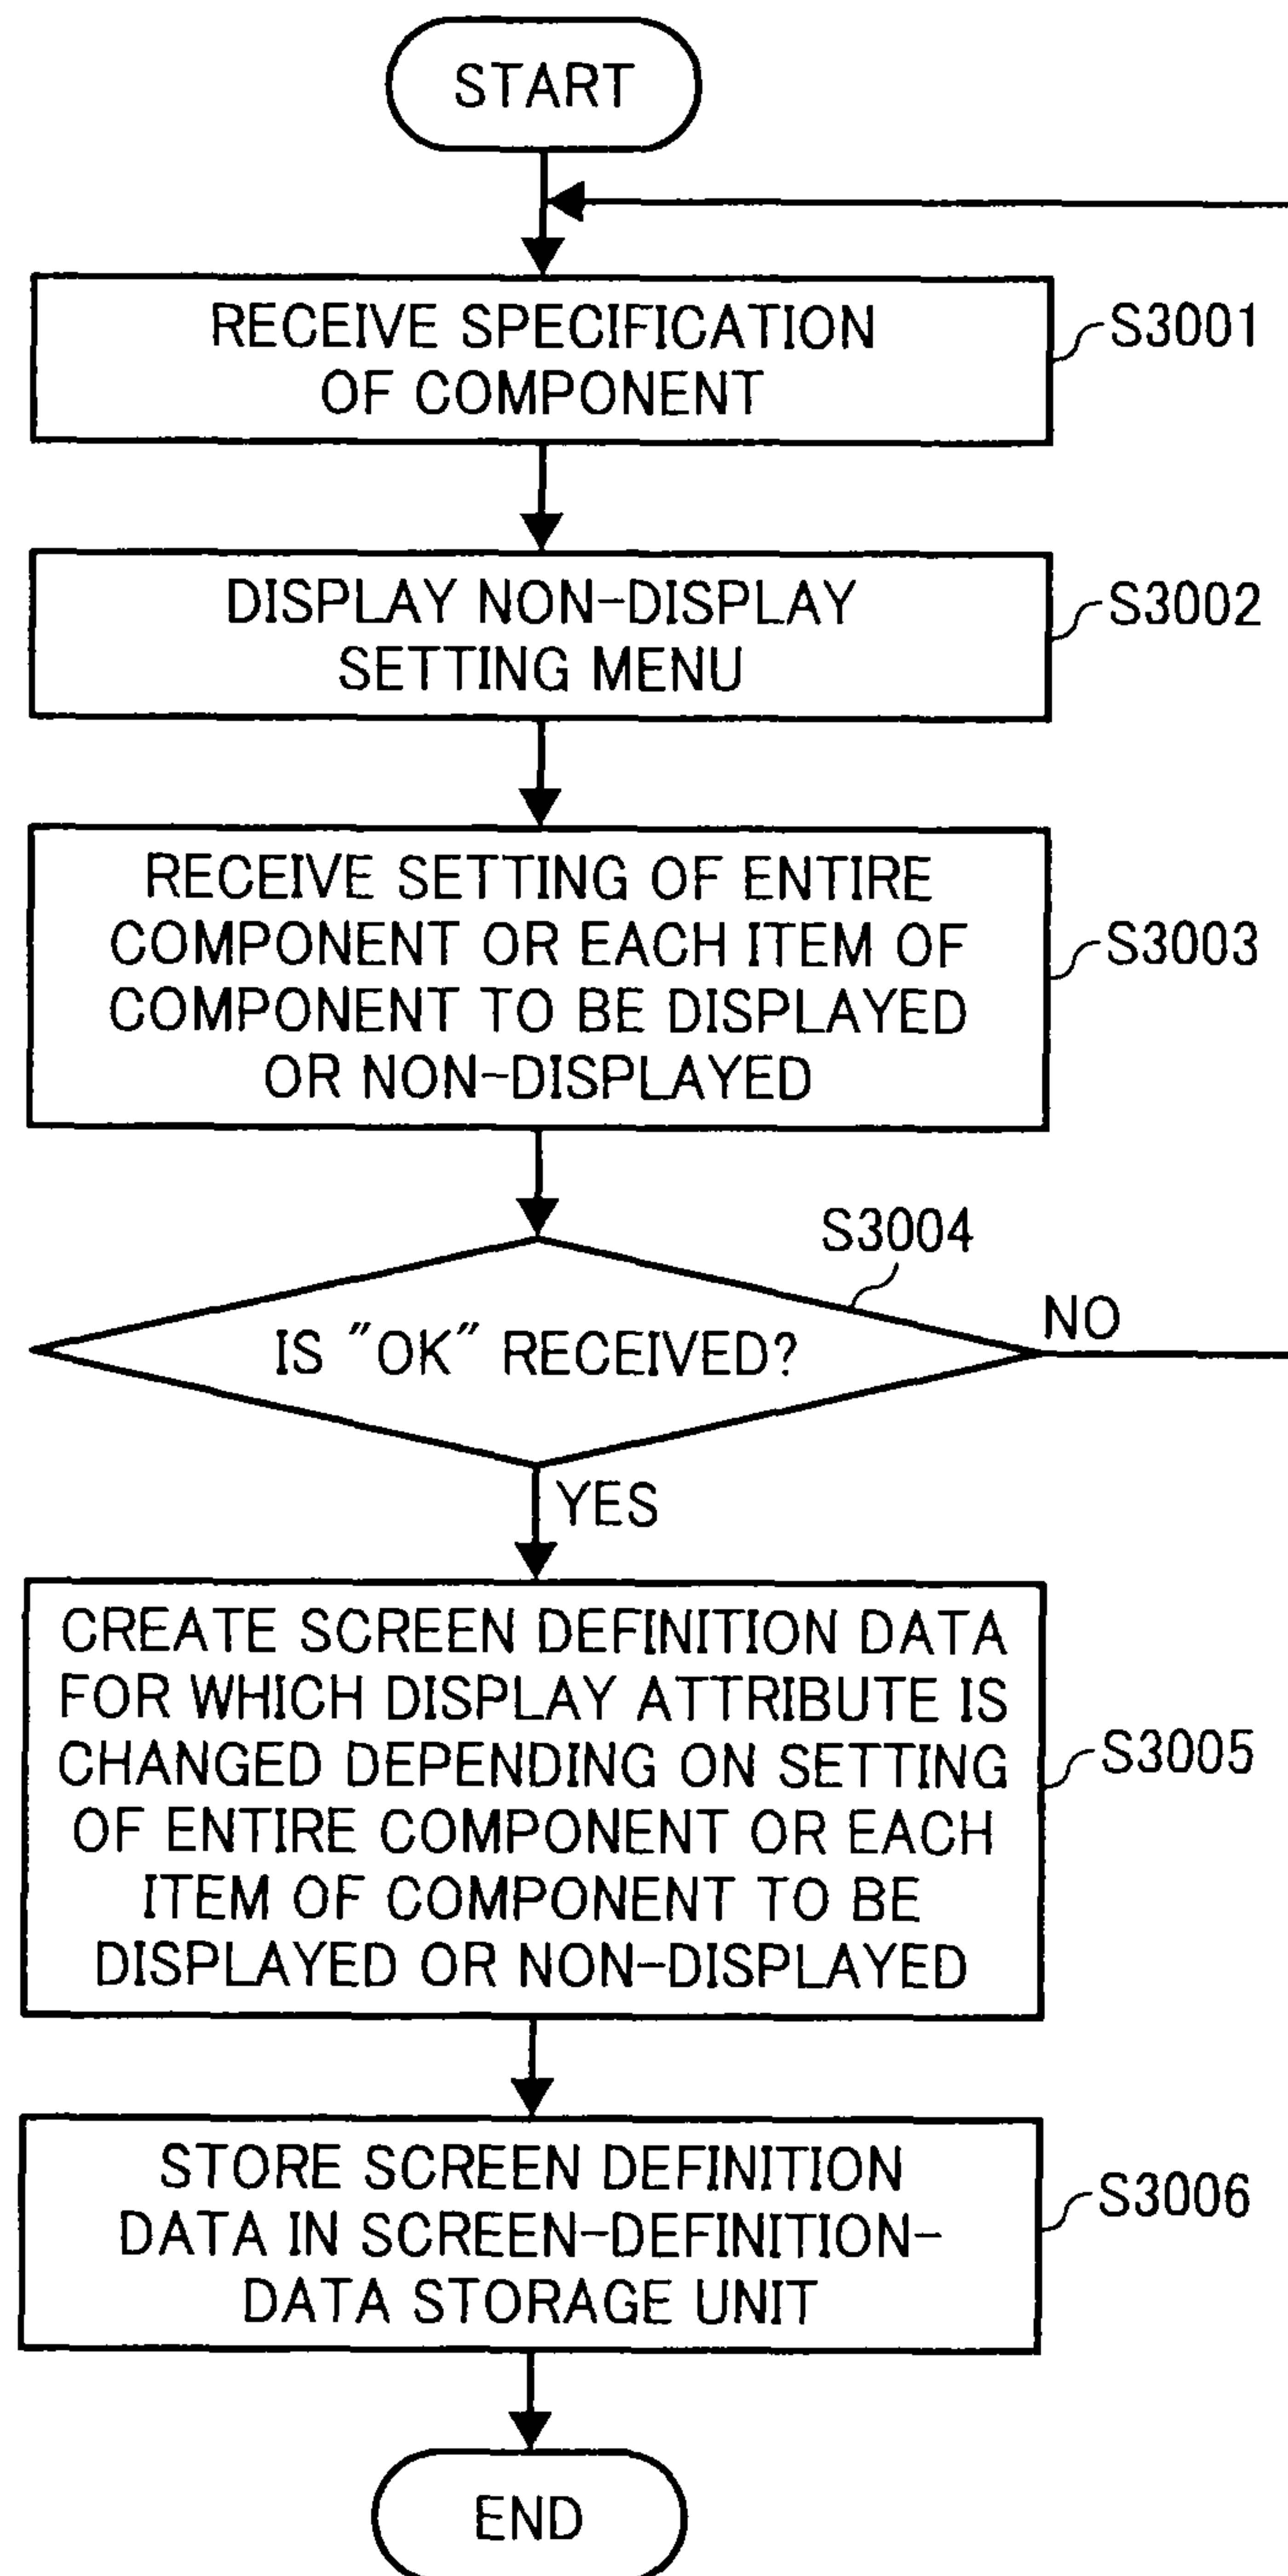 START
RECEIVE SPECIFICATION
OF COMPONENT
S3001
DISPLAY NON-DISPLAY
SETTING MENU
S3002
RECEIVE SETTING OF ENTIRE
COMPONENT OR EACH ITEM OF
COMPONENT TO BE DISPLAYED
OR NON-DISPLAYED
S3003
S3004
IS "OK" RECEIVED?
NO
YES
CREATE SCREEN DEFINITION DATA
FOR WHICH DISPLAY ATTRIBUTE IS
CHANGED DEPENDING ON SETTING
OF ENTIRE COMPONENT OR EACH
ITEM OF COMPONENT TO BE
DISPLAYED OR NON-DISPLAYED
S3005
STORE SCREEN DEFINITION
DATA IN SCREEN-DEFINITION-
DATA STORAGE UNIT
S3006
END